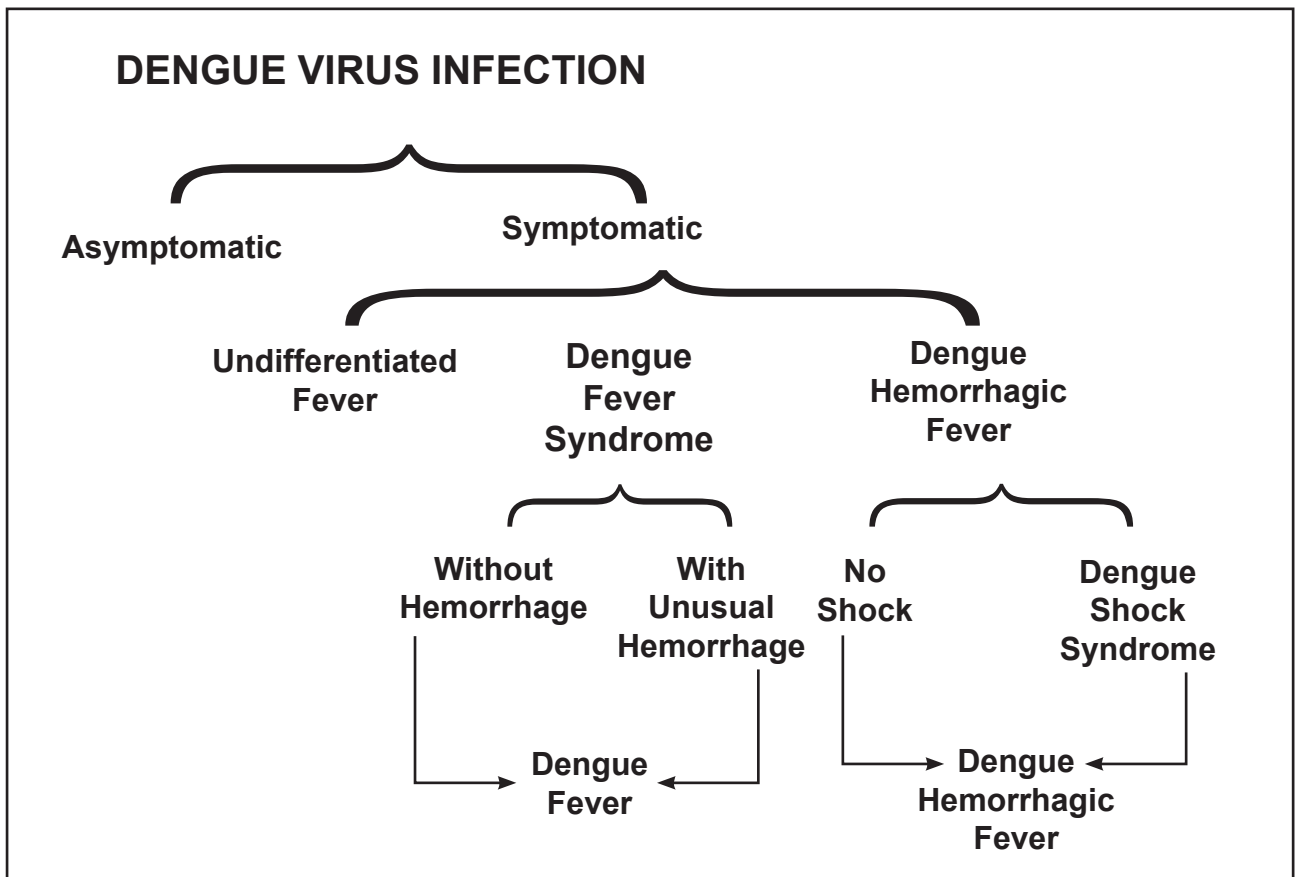 DENGUE VIRUS INFECTION
Asymptomatic
Symptomatic
Undifferentiated
Fever
Dengue
Fever
Syndrome
Dengue
Hemorrhagic
Fever
Without
Hemorrhage
With
Unusual
Hemorrhage
No
Shock
Dengue
Shock
Syndrome
Dengue
Fever
Dengue
Hemorrhagic
Fever